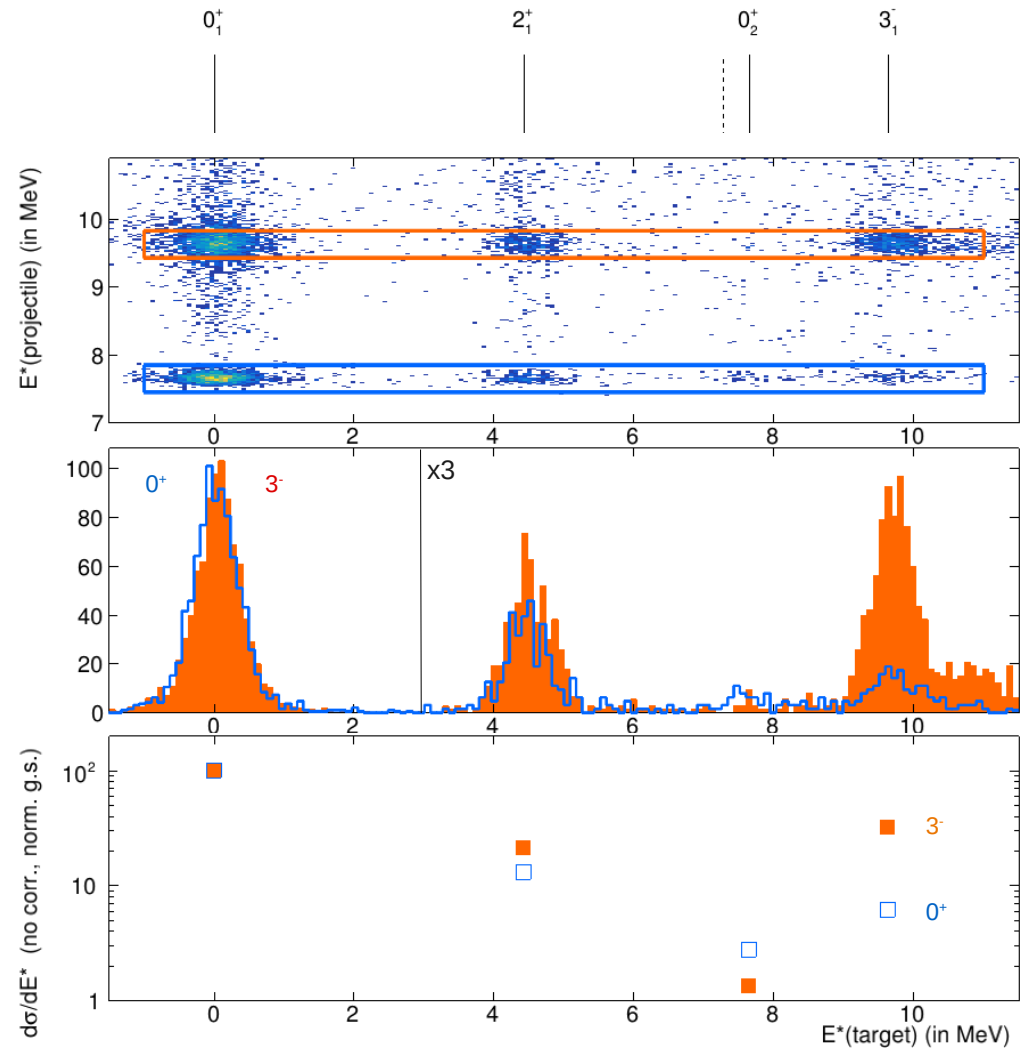 0₁⁺ 2₁⁺ 0₂⁺ 3₁⁻
E*(projectile) (in MeV)
10
9
8
7
0 2 4 6 8 10
0⁺ 3⁻ x3
100
80
60
40
20
0
0 2 4 6 8 10
dσ/dE* (no corr., norm. g.s.)
10²
3⁻
10
0⁺
1
0 2 4 6 8 10
E*(target) (in MeV)